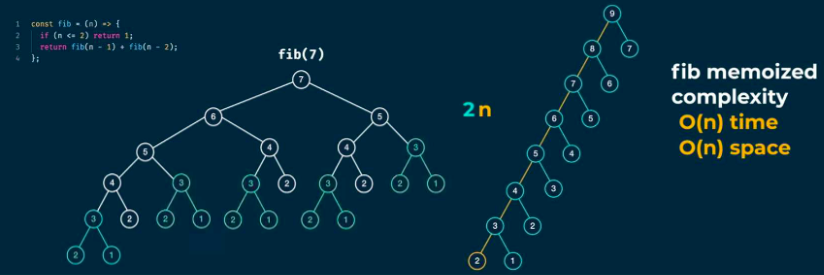 1 const fib = (n) => {
2 if (n <= 2) return 1;
3 return fib(n - 1) + fib(n - 2);
4 };
fib(7)
7
6 5
5 4 4 3
4 3 3 2 3 2 2 1
3 2 2 1 2 1 2 1
2 1
2n
9
8 7
7 6
6 5
5 4
4 3
3 2
2 1
fib memoized
complexity
O(n) time
O(n) space